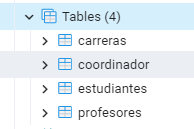 Tables (4)
carreras
coordinador
estudiantes
profesores